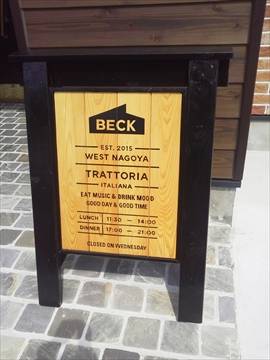 BECK
EST. 2015
WEST NAGOYA
TRATTORIA
ITALIANA
EAT MUSIC & DRINK MOOD
GOOD DAY & GOOD TIME
LUNCH 11:30 - 14:00
DINNER 17:00 - 21:00
CLOSED ON WEDNESDAY